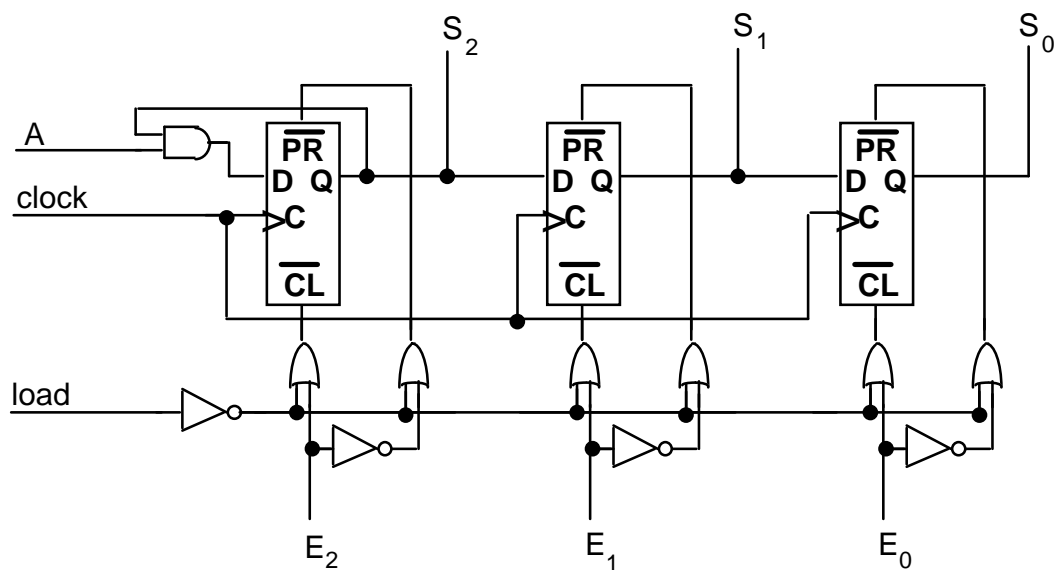 S2 S1 S0
A
PR PR PR
D Q D Q D Q
clock
C C C
CL CL CL
load
E2 E1 E0